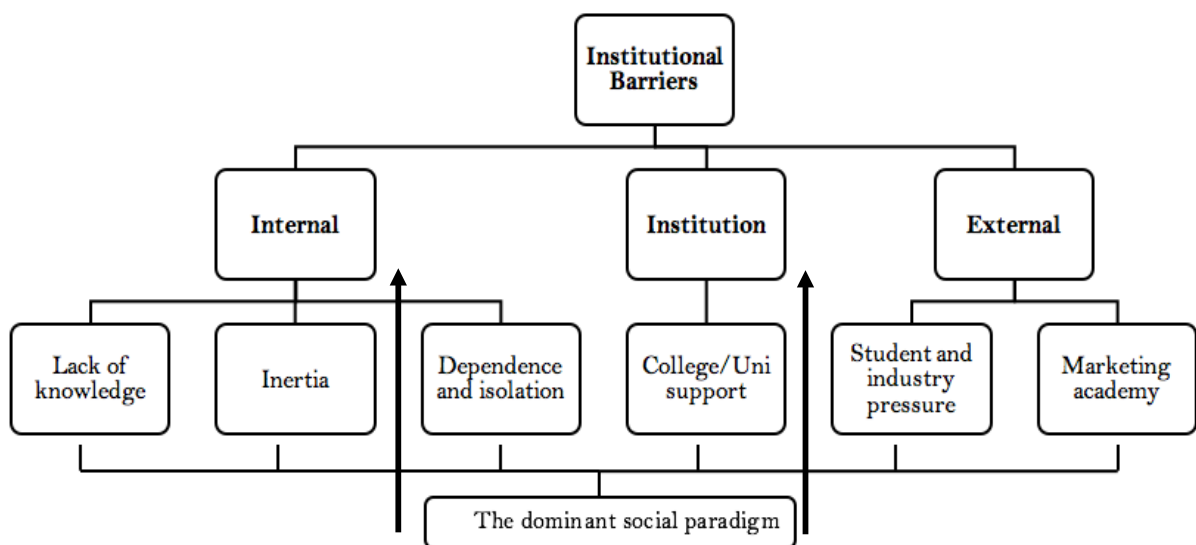 Institutional
Barriers
Internal
Institution
External
Lack of
knowledge
Inertia
Dependence
and isolation
College/Uni
support
Student and
industry
pressure
Marketing
academy
The dominant social paradigm